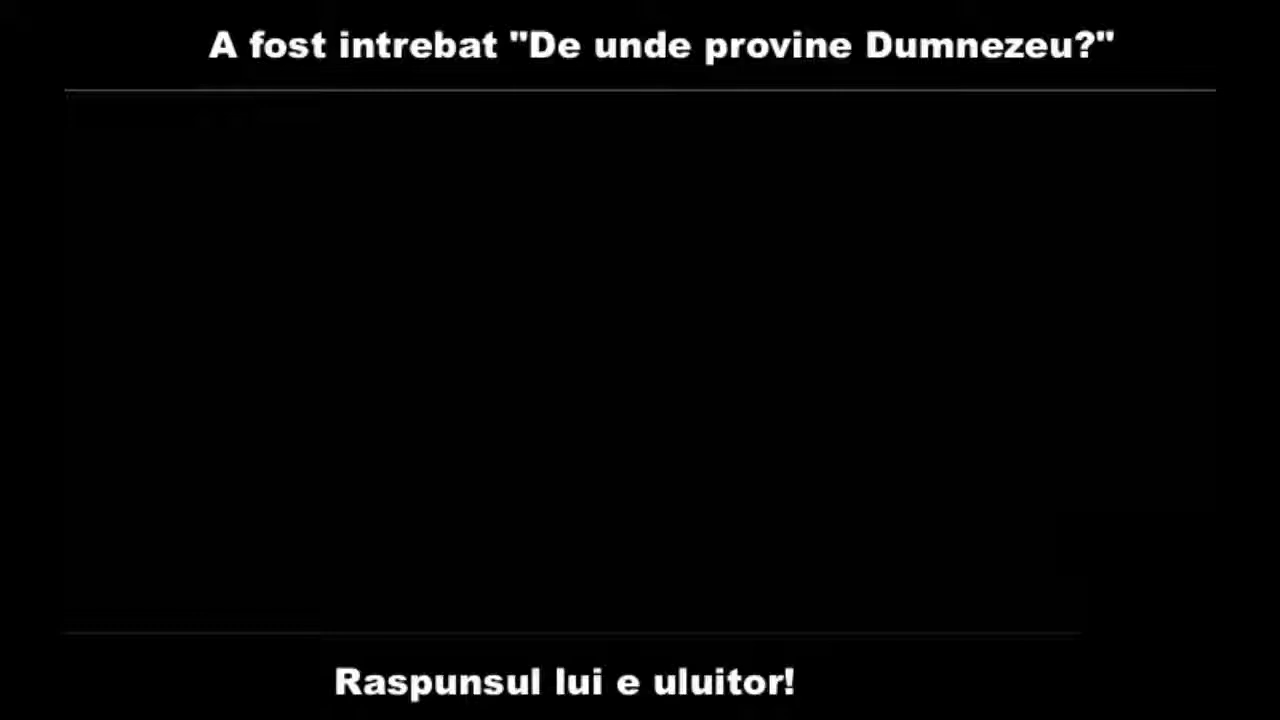 A fost intrebat "De unde provine Dumnezeu?"
Raspunsul lui e uluitor!